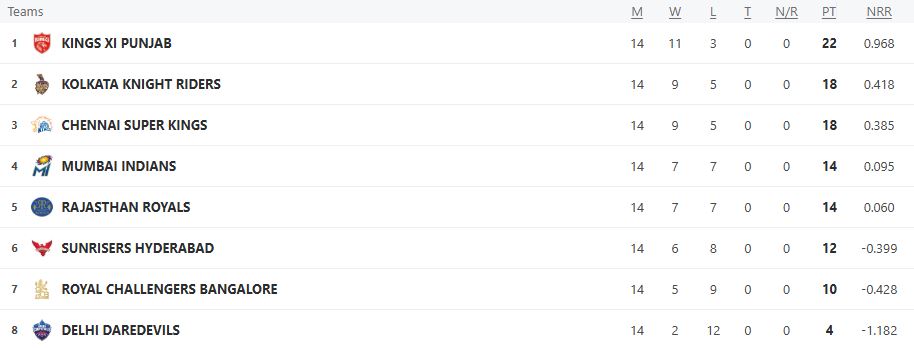 Teams M W L T N/R PT NRR
1 KINGS XI PUNJAB 14 11 3 0 0 22 0.968
2 KOLKATA KNIGHT RIDERS 14 9 5 0 0 18 0.418
3 CHENNAI SUPER KINGS 14 9 5 0 0 18 0.385
4 MUMBAI INDIANS 14 7 7 0 0 14 0.095
5 RAJASTHAN ROYALS 14 7 7 0 0 14 0.060
6 SUNRISERS HYDERABAD 14 6 8 0 0 12 -0.399
7 ROYAL CHALLENGERS BANGALORE 14 5 9 0 0 10 -0.428
8 DELHI DAREDEVILS 14 2 12 0 0 4 -1.182